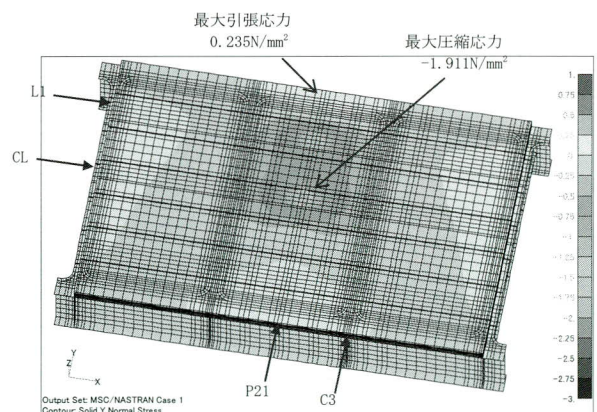 最大引張応力
0.235N/mm²
最大圧縮応力
-1.911N/mm²
L1
CL
P21
C3
Y
Z
X
1.
0.75
0.5
0.25
0.
-0.25
-0.5
-0.75
-1.
-1.25
-1.5
-1.75
-2.
-2.25
-2.5
-2.75
-3.
Output Set: MSC/NASTRAN Case 1
Contour: Solid Y Normal Stress